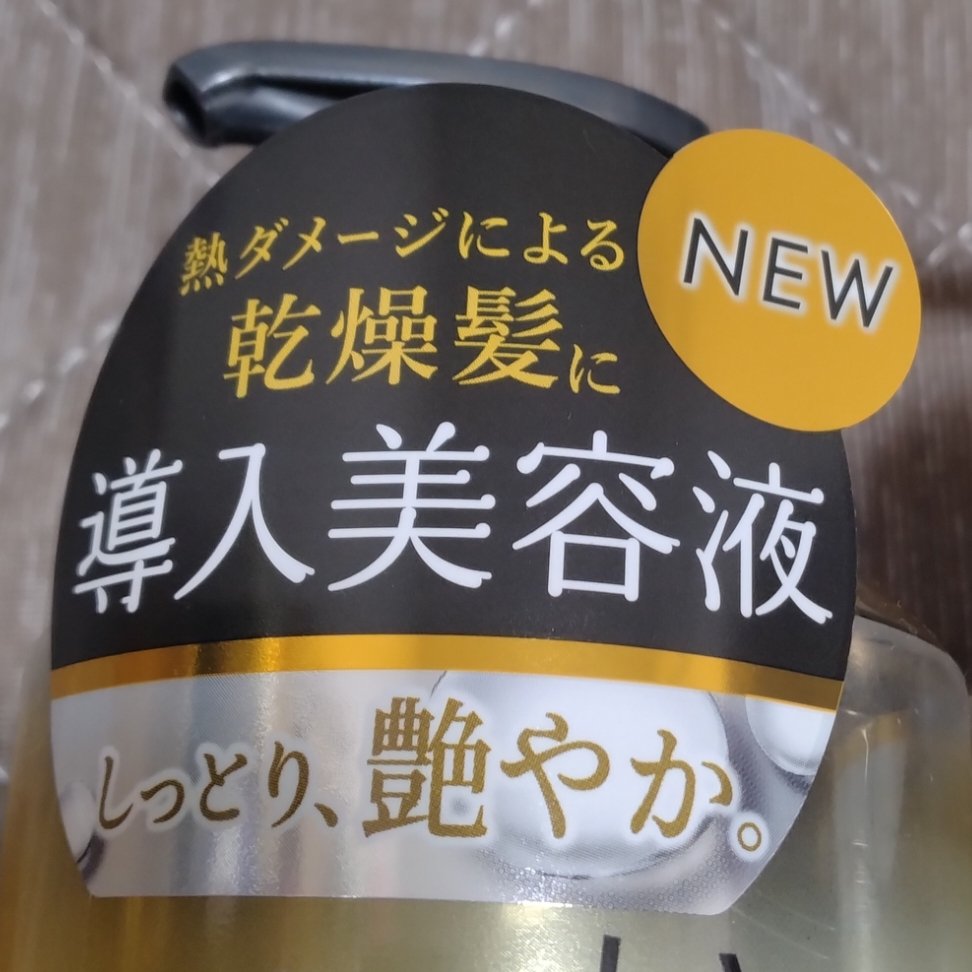 NEW
熱ダメージによる
乾燥髪に
導入美容液
しっとり、艶やか。